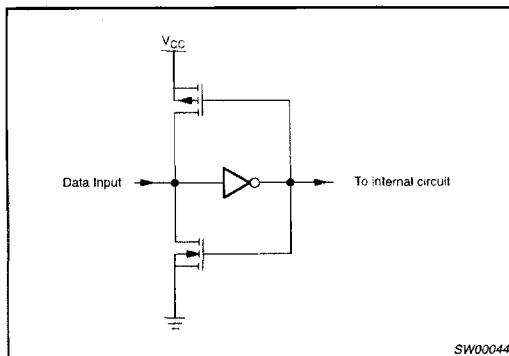 VCC
Data Input
To internal circuit
SW00044